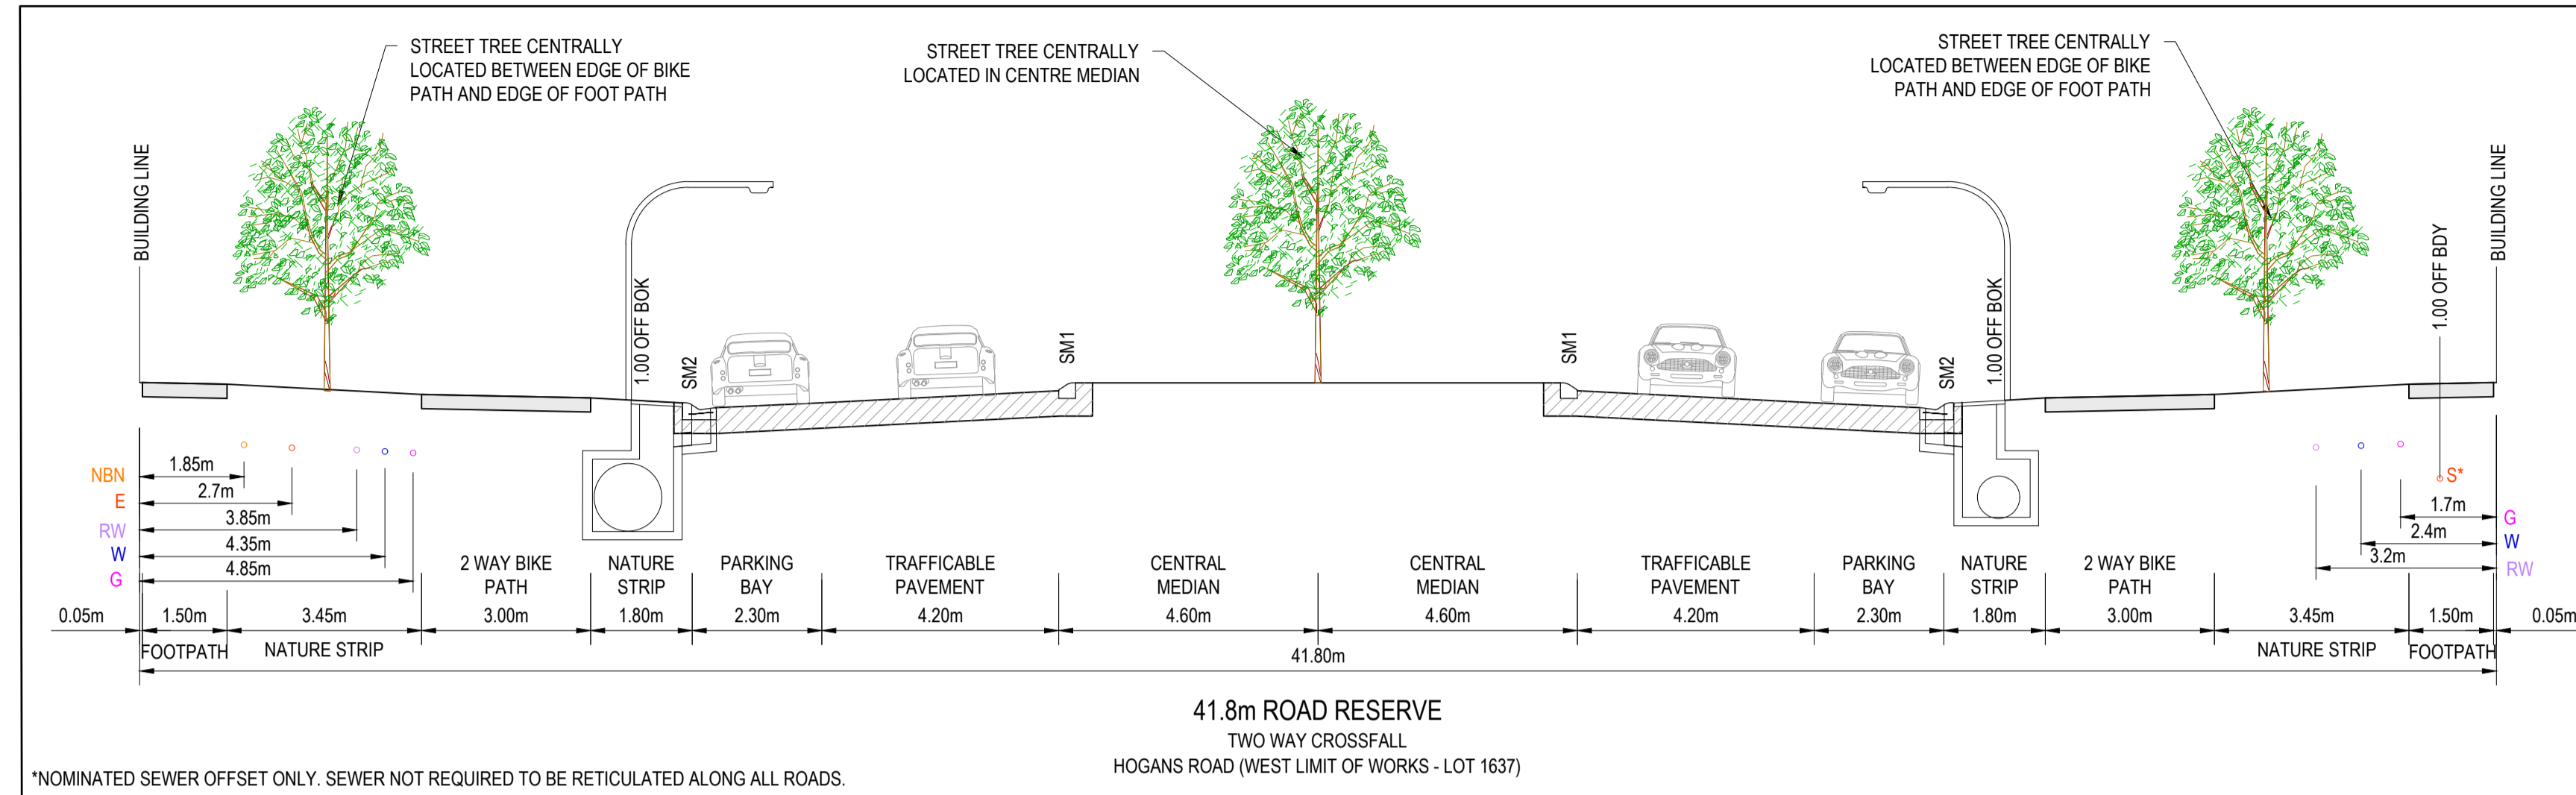 STREET TREE CENTRALLY
LOCATED BETWEEN EDGE OF BIKE
PATH AND EDGE OF FOOT PATH
STREET TREE CENTRALLY
LOCATED IN CENTRE MEDIAN
STREET TREE CENTRALLY
LOCATED BETWEEN EDGE OF BIKE
PATH AND EDGE OF FOOT PATH
BUILDING LINE
1.00 OFF BOK
SM2
SM1
SM1
SM2
1.00 OFF BOK
1.00 OFF BDY
BUILDING LINE
NBN
1.85m
E
2.7m
RW
3.85m
W
4.35m
G
4.85m
S*
1.7m
G
2.4m
W
3.2m
RW
2 WAY BIKE
PATH
NATURE
STRIP
PARKING
BAY
TRAFFICABLE
PAVEMENT
CENTRAL
MEDIAN
CENTRAL
MEDIAN
TRAFFICABLE
PAVEMENT
PARKING
BAY
NATURE
STRIP
2 WAY BIKE
PATH
0.05m
1.50m
3.45m
3.00m
1.80m
2.30m
4.20m
4.60m
4.60m
4.20m
2.30m
1.80m
3.00m
3.45m
1.50m
0.05m
FOOTPATH
NATURE STRIP
NATURE STRIP
FOOTPATH
41.80m
41.8m ROAD RESERVE
TWO WAY CROSSFALL
HOGANS ROAD (WEST LIMIT OF WORKS - LOT 1637)
*NOMINATED SEWER OFFSET ONLY. SEWER NOT REQUIRED TO BE RETICULATED ALONG ALL ROADS.